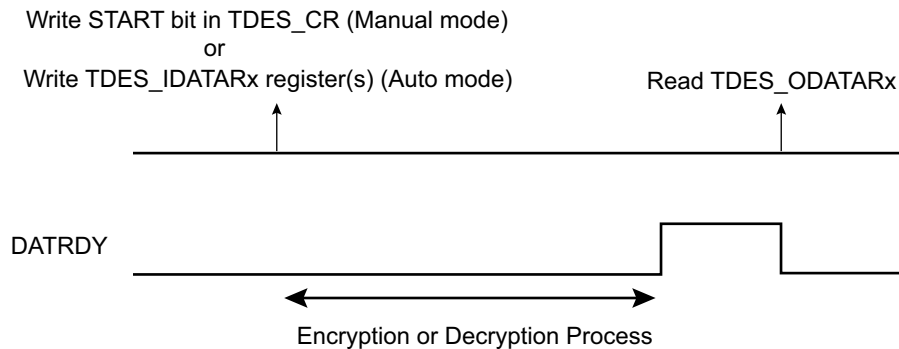 Write START bit in TDES_CR (Manual mode)
or
Write TDES_IDATARx register(s) (Auto mode)
Read TDES_ODATARx
DATRDY
Encryption or Decryption Process